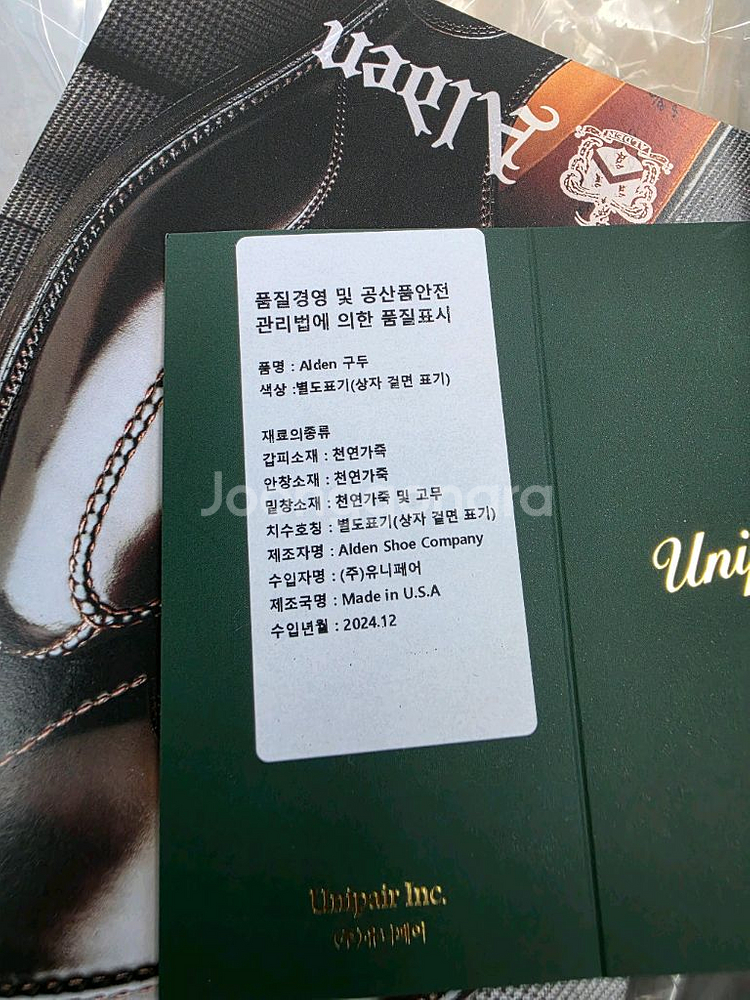 Alden
ALDEN
품질경영 및 공산품안전
관리법에 의한 품질표시
품명 : Alden 구두
색상 :별도표기(상자 겉면 표기)
재료의종류
갑피소재 : 천연가죽
안창소재 : 천연가죽
밑창소재 : 천연가죽 및 고무
치수호칭 : 별도표기(상자 겉면 표기)
제조자명 : Alden Shoe Company
수입자명 : (주)유니페어
제조국명 : Made in U.S.A
수입년월 : 2024.12
Joonggonara
Unip
Unipair Inc.
(주)유니페어